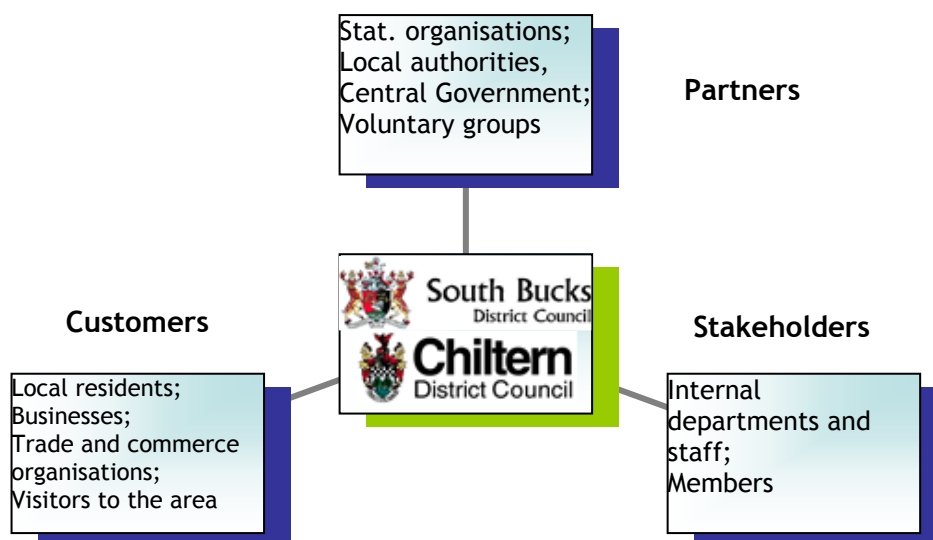 Stat. organisations;
Local authorities,
Central Government;
Voluntary groups
Partners
South Bucks
District Council
Chiltern
District Council
Customers
Local residents;
Businesses;
Trade and commerce
organisations;
Visitors to the area
Stakeholders
Internal
departments and
staff;
Members